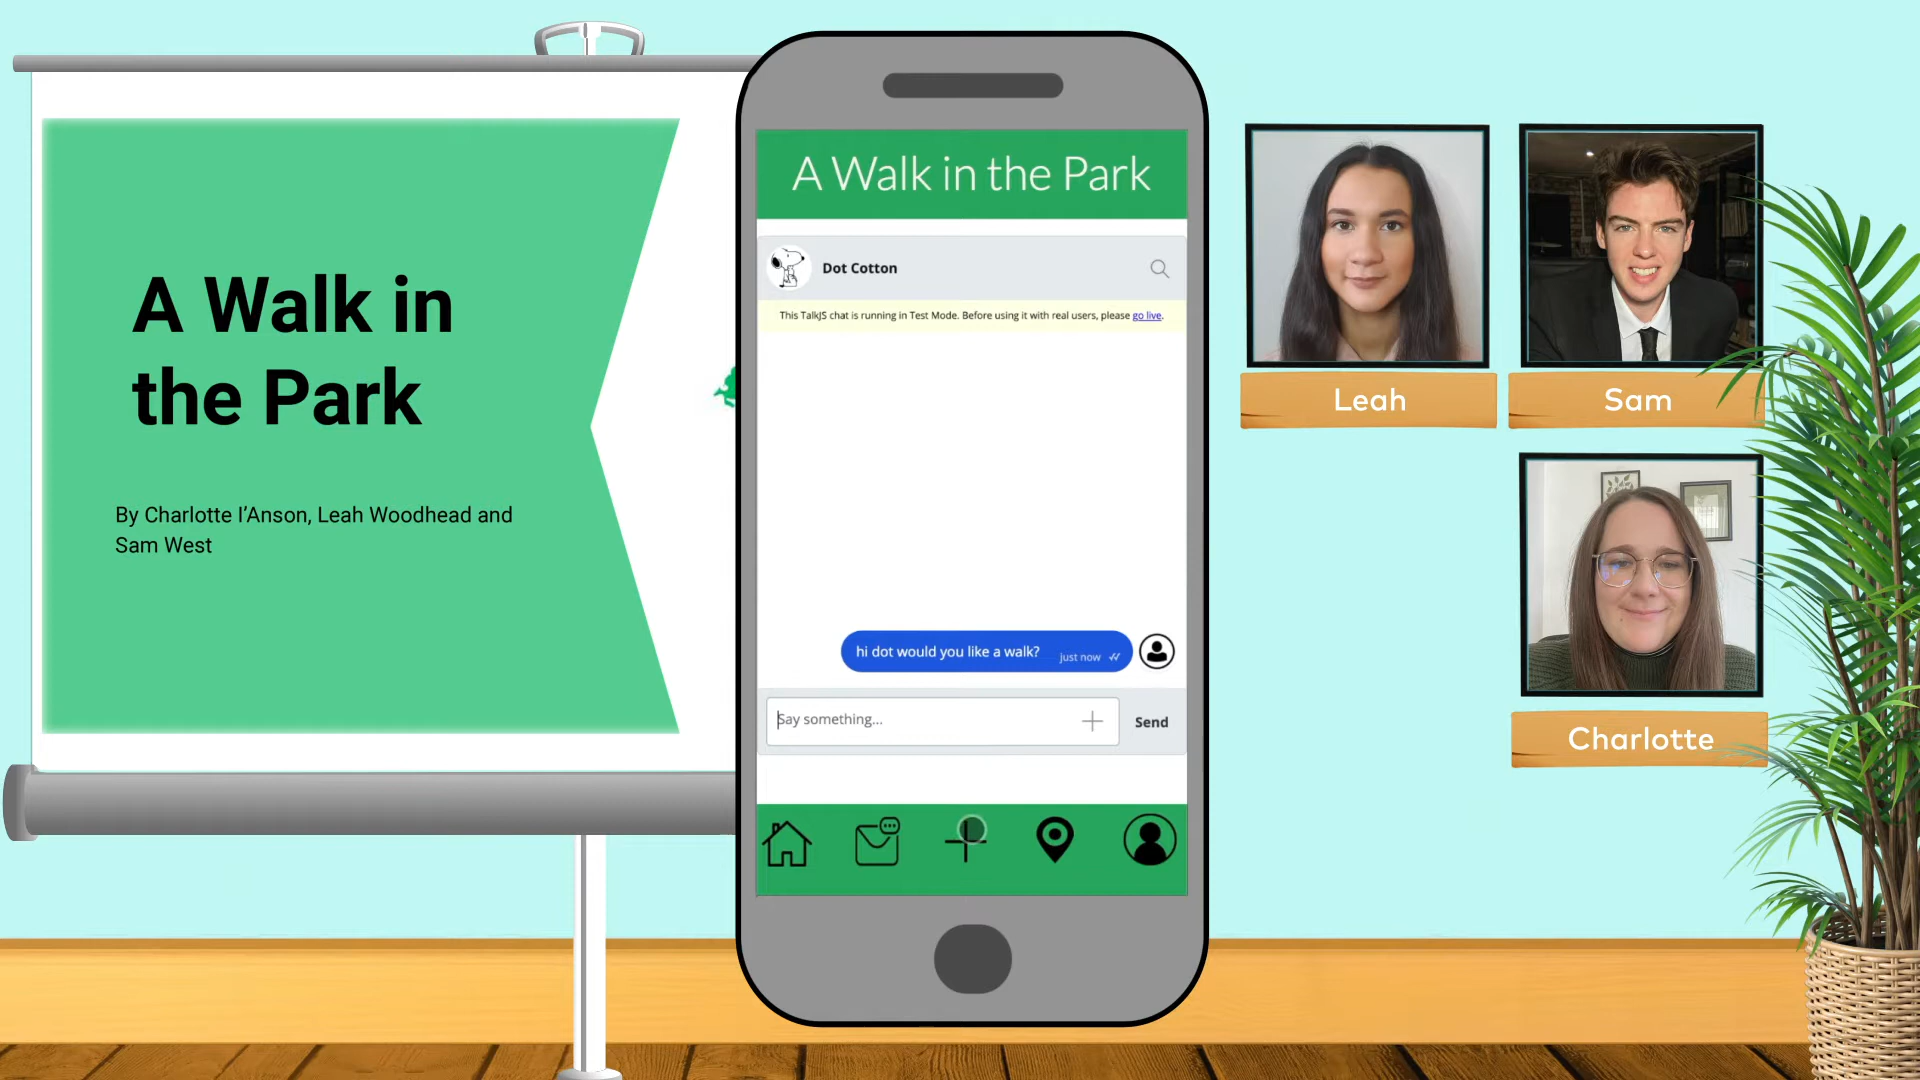 A Walk in
the Park
By Charlotte I'Anson, Leah Woodhead and
Sam West
A Walk in the Park
Dot Cotton
This TalkJS chat is running in Test Mode. Before using it with real users, please go live.
hi dot would you like a walk? just now
Say something...
Send
Leah
Sam
Charlotte